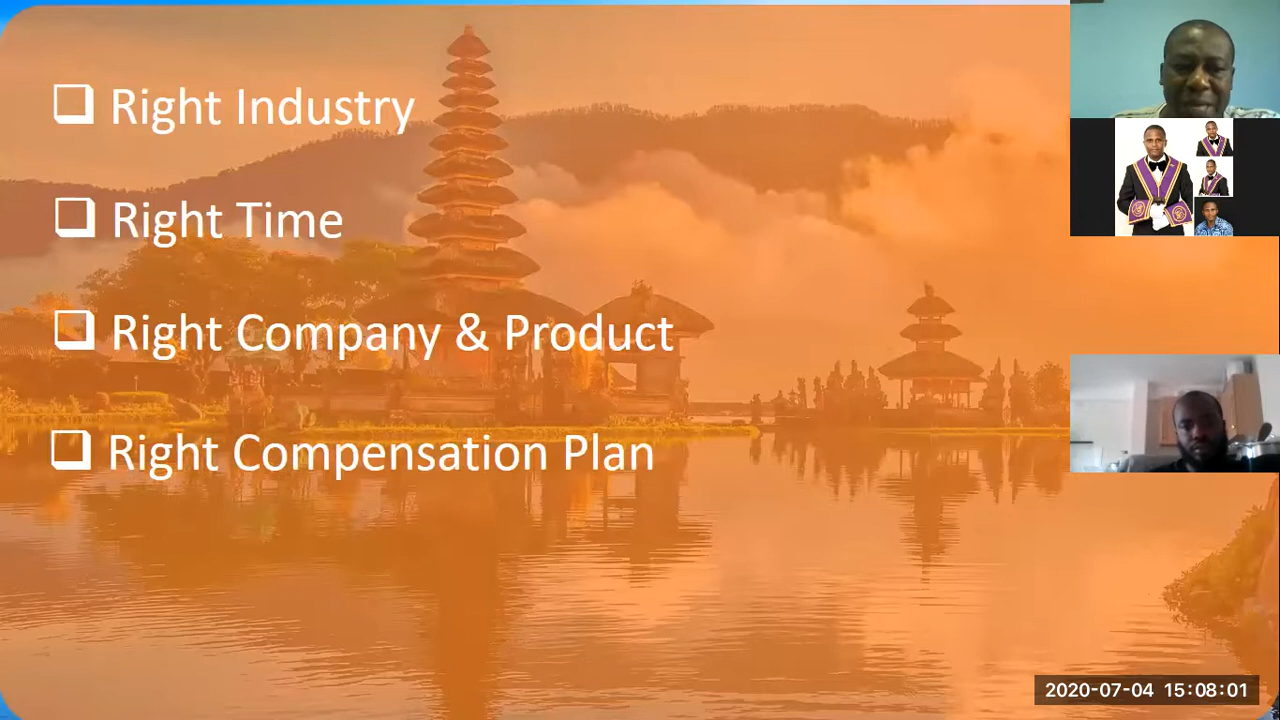 Right Industry
Right Time
Right Company & Product
Right Compensation Plan
2020-07-04 15:08:01